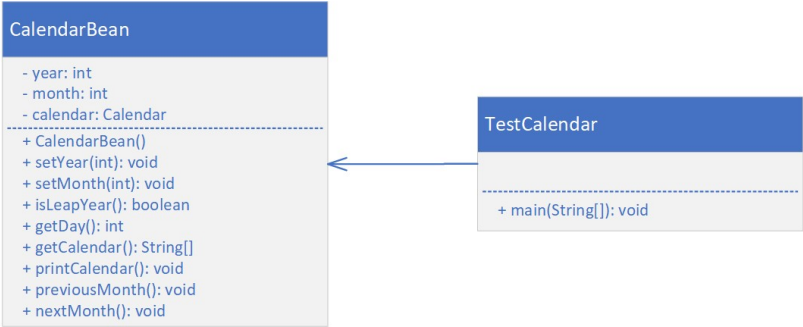 CalendarBean
- year: int
- month: int
- calendar: Calendar
+ CalendarBean()
+ setYear(int): void
+ setMonth(int): void
+ isLeapYear(): boolean
+ getDay(): int
+ getCalendar(): String[]
+ printCalendar(): void
+ previousMonth(): void
+ nextMonth(): void
TestCalendar
+ main(String[]): void